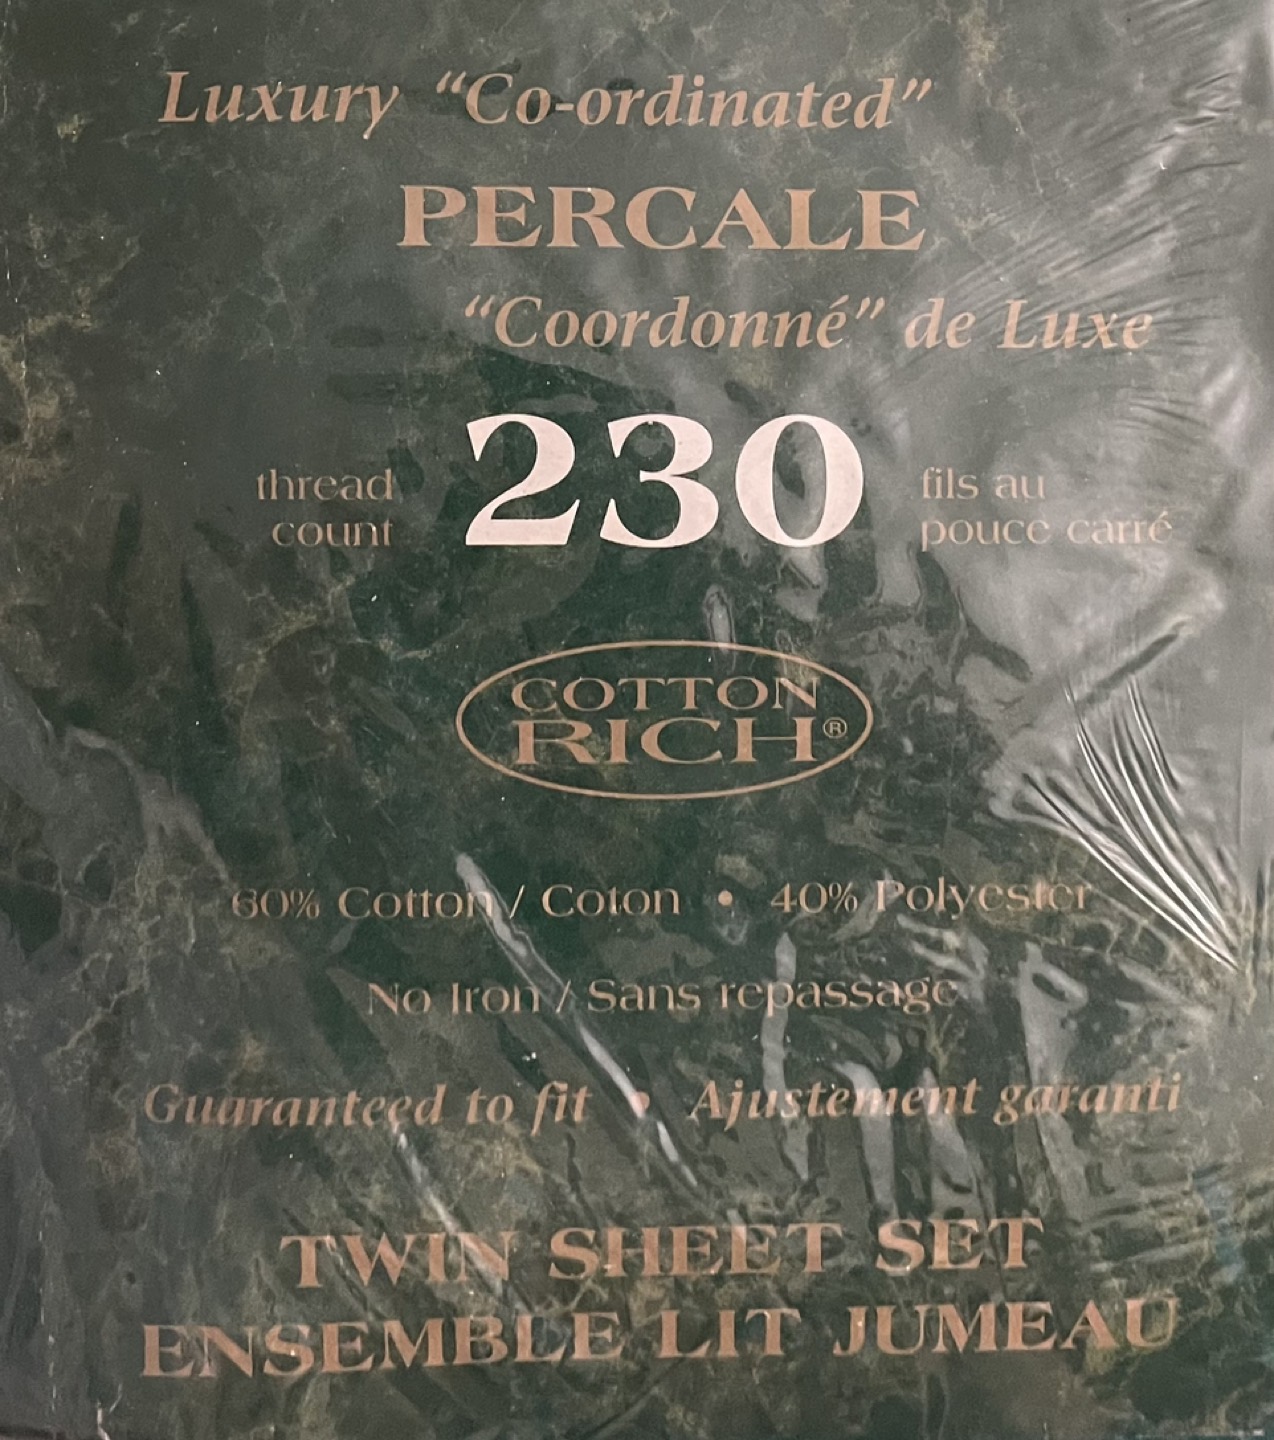 Luxury “Co-ordinated”
PERCALE
“Coordonné” de Luxe
thread
count
230
fils au
pouce carré
COTTON
RICH®
60% Cotton / Coton • 40% Polyester
No Iron / Sans repassage
Guaranteed to fit • Ajustement garanti
TWIN SHEET SET
ENSEMBLE LIT JUMEAU